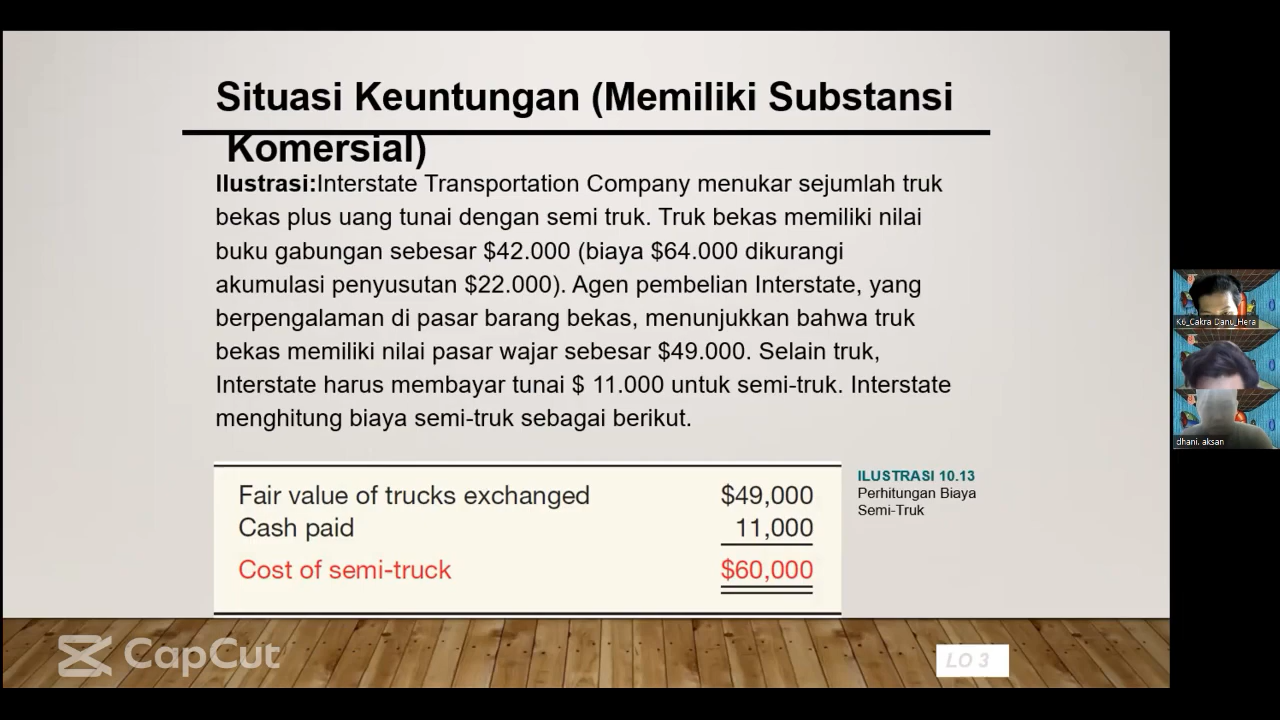 Situasi Keuntungan (Memiliki Substansi
Komersial)
Ilustrasi:Interstate Transportation Company menukar sejumlah truk
bekas plus uang tunai dengan semi truk. Truk bekas memiliki nilai
buku gabungan sebesar $42.000 (biaya $64.000 dikurangi
akumulasi penyusutan $22.000). Agen pembelian Interstate, yang
berpengalaman di pasar barang bekas, menunjukkan bahwa truk
bekas memiliki nilai pasar wajar sebesar $49.000. Selain truk,
Interstate harus membayar tunai $ 11.000 untuk semi-truk. Interstate
menghitung biaya semi-truk sebagai berikut.
Fair value of trucks exchanged $49,000
Cash paid 11,000
Cost of semi-truck $60,000
ILUSTRASI 10.13
Perhitungan Biaya
Semi-Truk
K6_Cakra Danu_Hera
dhani. aksan
CapCut
LO 3